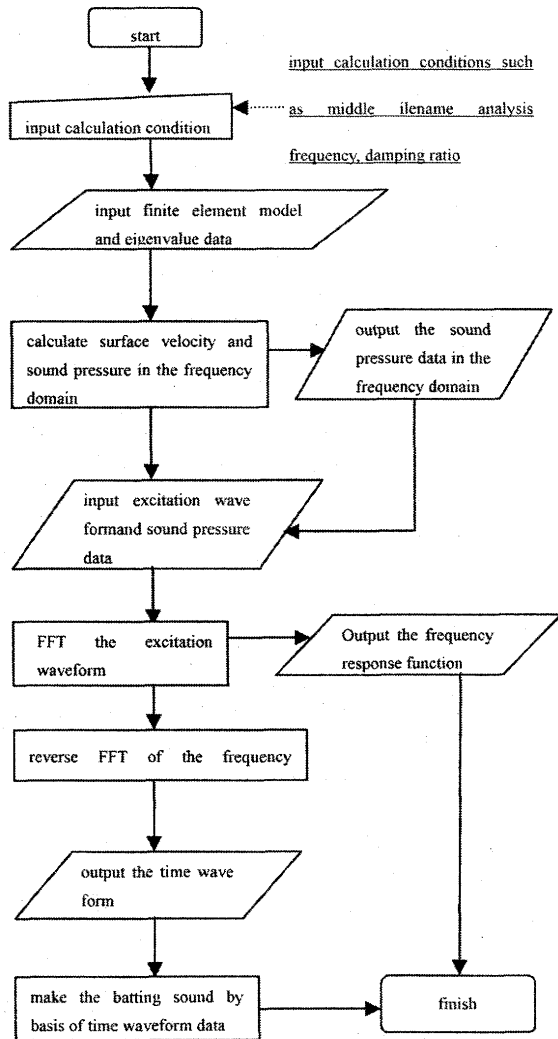 start
input calculation conditions such
as middle ilename analysis
frequency, damping ratio
input calculation condition
input finite element model
and eigenvalue data
calculate surface velocity and
sound pressure in the frequency
domain
output the sound
pressure data in the
frequency domain
input excitation wave
formand sound pressure
data
FFT the excitation
waveform
Output the frequency
response function
reverse FFT of the frequency
output the time wave
form
make the batting sound by
basis of time waveform data
finish